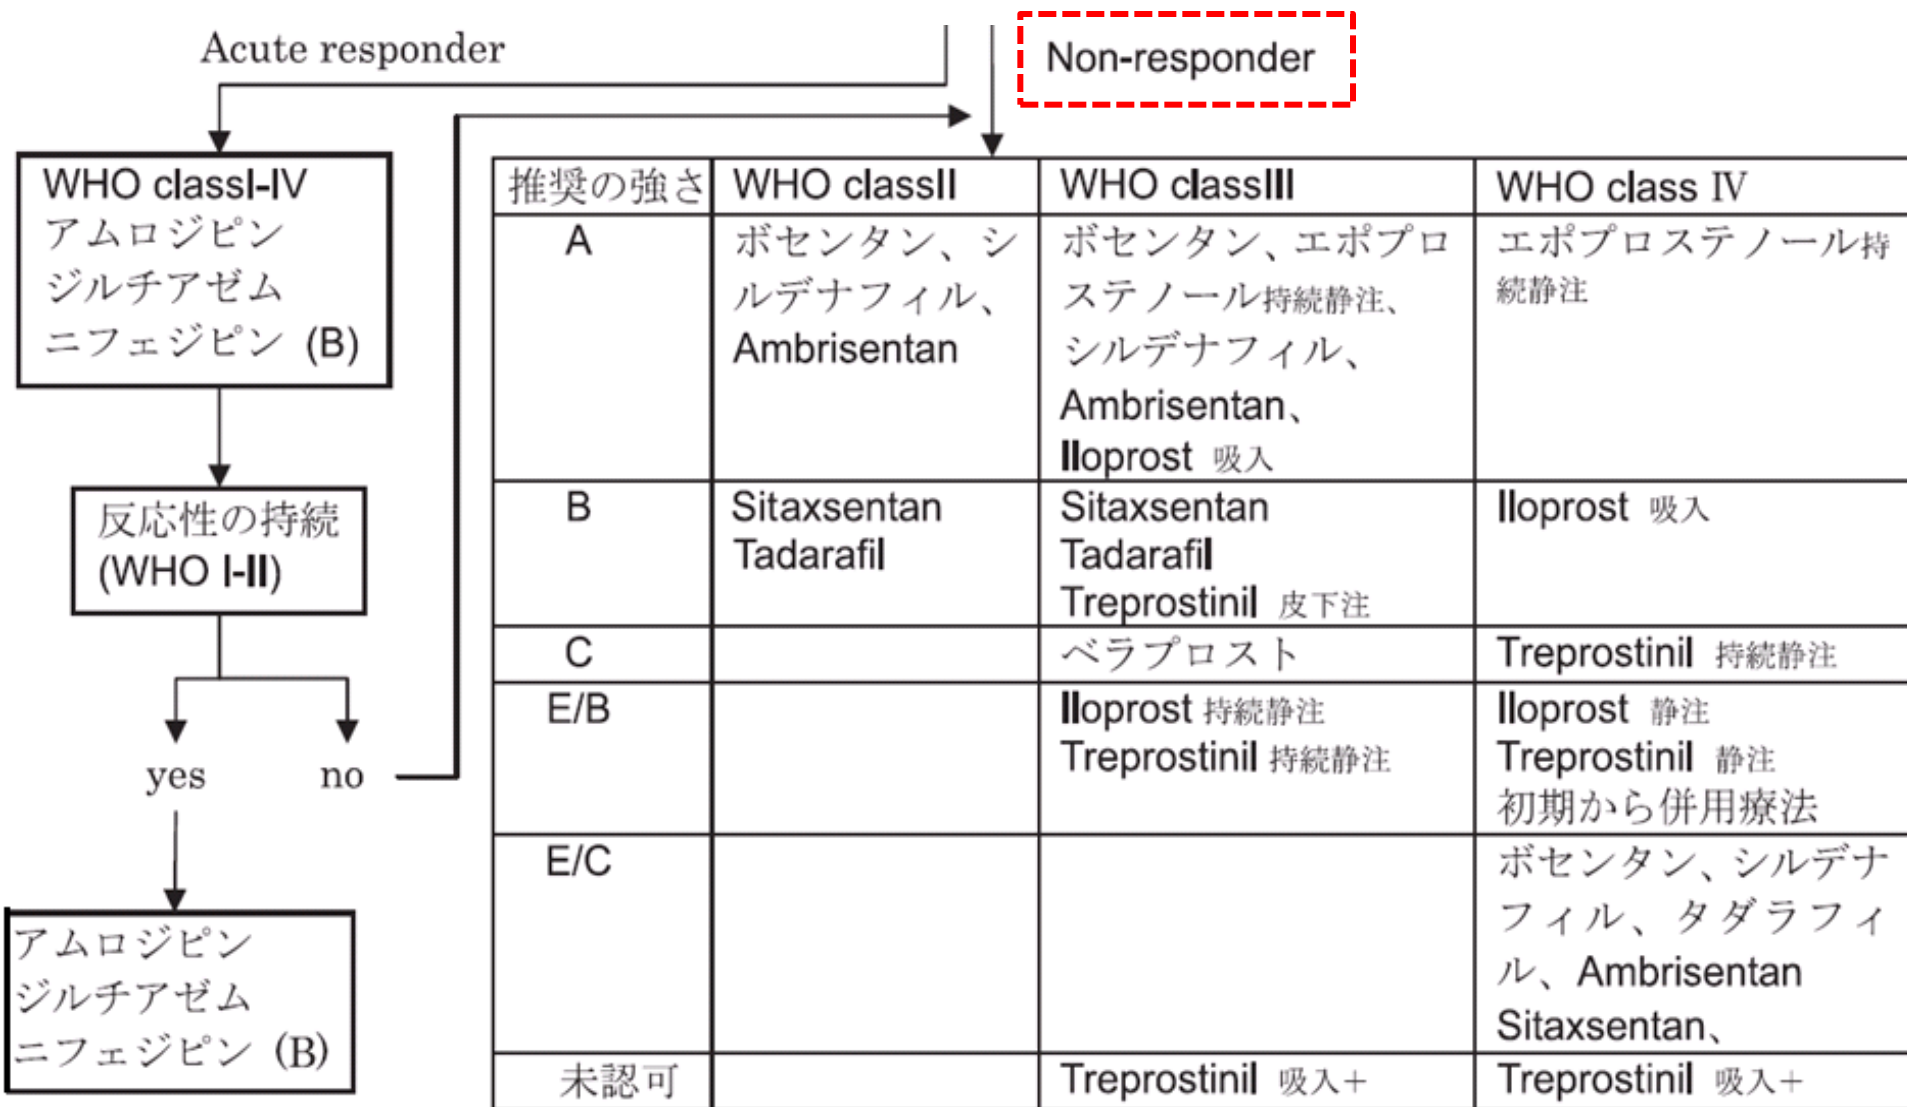 Acute responder
Non-responder
WHO classI-IV
アムロジピン
ジルチアゼム
ニフェジピン (B)
反応性の持続
(WHO I-II)
yes
no
アムロジピン
ジルチアゼム
ニフェジピン (B)
推奨の強さ
WHO classII
WHO classIII
WHO class IV
A
ボセンタン、シ
ルデナフィル、
Ambrisentan
ボセンタン、エポプロ
ステノール持続静注、
シルデナフィル、
Ambrisentan、
Iloprost 吸入
エポプロステノール持
続静注
B
Sitaxsentan
Tadarafil
Sitaxsentan
Tadarafil
Treprostinil 皮下注
Iloprost 吸入
C
ベラプロスト
Treprostinil 持続静注
E/B
Iloprost 持続静注
Treprostinil 持続静注
Iloprost 静注
Treprostinil 静注
初期から併用療法
E/C
ボセンタン、シルデナ
フィル、タダラフィ
ル、Ambrisentan
Sitaxsentan、
未認可
Treprostinil 吸入+
Treprostinil 吸入+